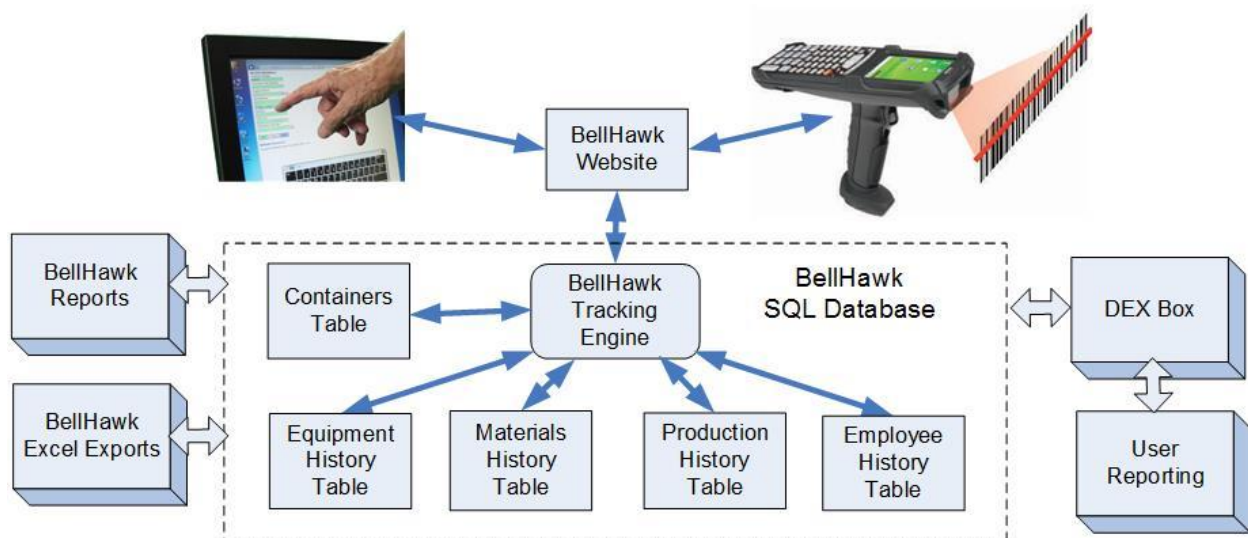 BellHawk
Website
BellHawk
Reports
Containers
Table
BellHawk
Tracking
Engine
BellHawk
SQL Database
DEX Box
BellHawk
Excel Exports
Equipment
History
Table
Materials
History
Table
Production
History
Table
Employee
History
Table
User
Reporting